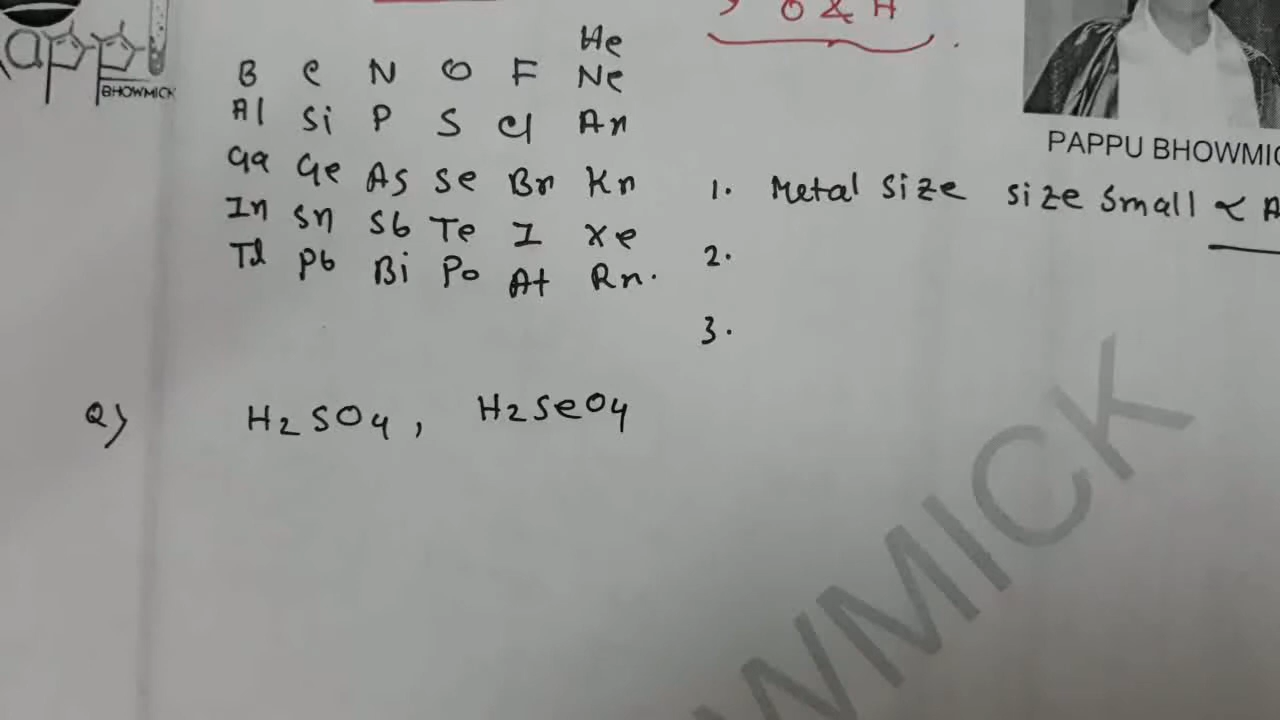 O & H
He
B C N O F Ne
Al Si P S Cl Ar
Ga Ge As Se Br Kr
In Sn Sb Te I Xe
Tl Pb Bi Po At Rn.
BHOWMICK
PAPPU BHOWMIC
1. Metal size size small ∝ A
2.
3.
Q) H2SO4, H2SeO4
OWMICK